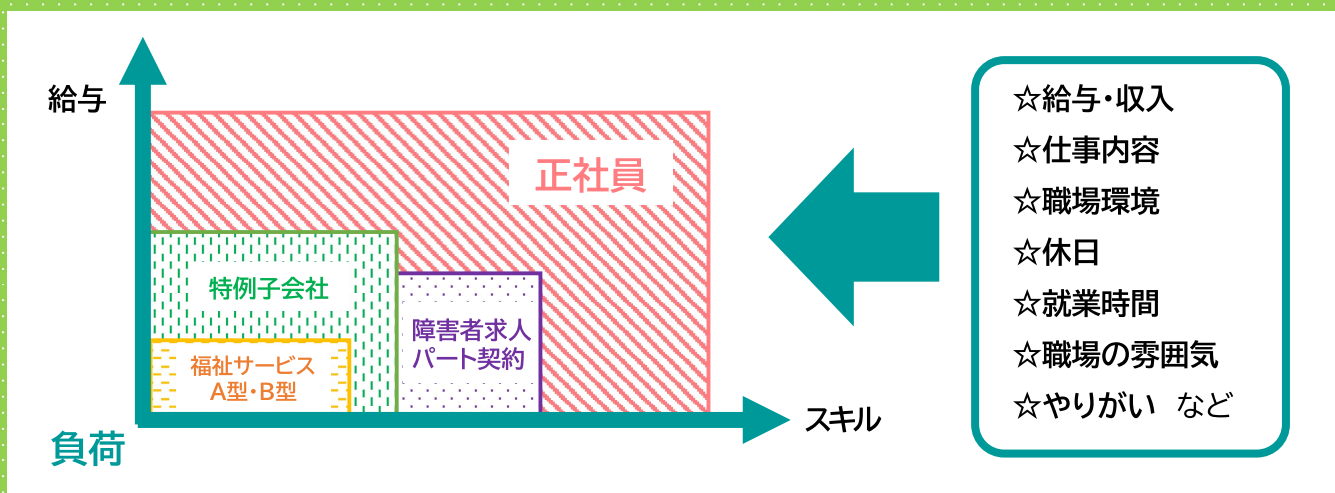 給与
正社員
特例子会社
障害者求人
パート契約
福祉サービス
A型・B型
スキル
負荷
☆給与・収入
☆仕事内容
☆職場環境
☆休日
☆就業時間
☆職場の雰囲気
☆やりがい など